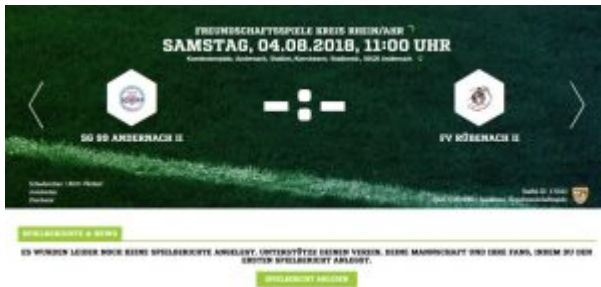 FREUNDSCHAFTSSPIELE KREIS RHEIN/AHR
SAMSTAG, 04.08.2018, 11:00 UHR
- : -
SG 99 ANDERNACH II
FV RÜBENACH II
SPIELBERICHTE & NEWS
ES WURDEN LEIDER NOCH KEINE SPIELBERICHTE ANGELEGT. UNTERSTÜTZE DEINEN VEREIN, DEINE MANNSCHAFT UND IHRE FANS, INDEM DU DEN
ERSTEN SPIELBERICHT ANLEGST.
SPIELBERICHT ANLEGEN